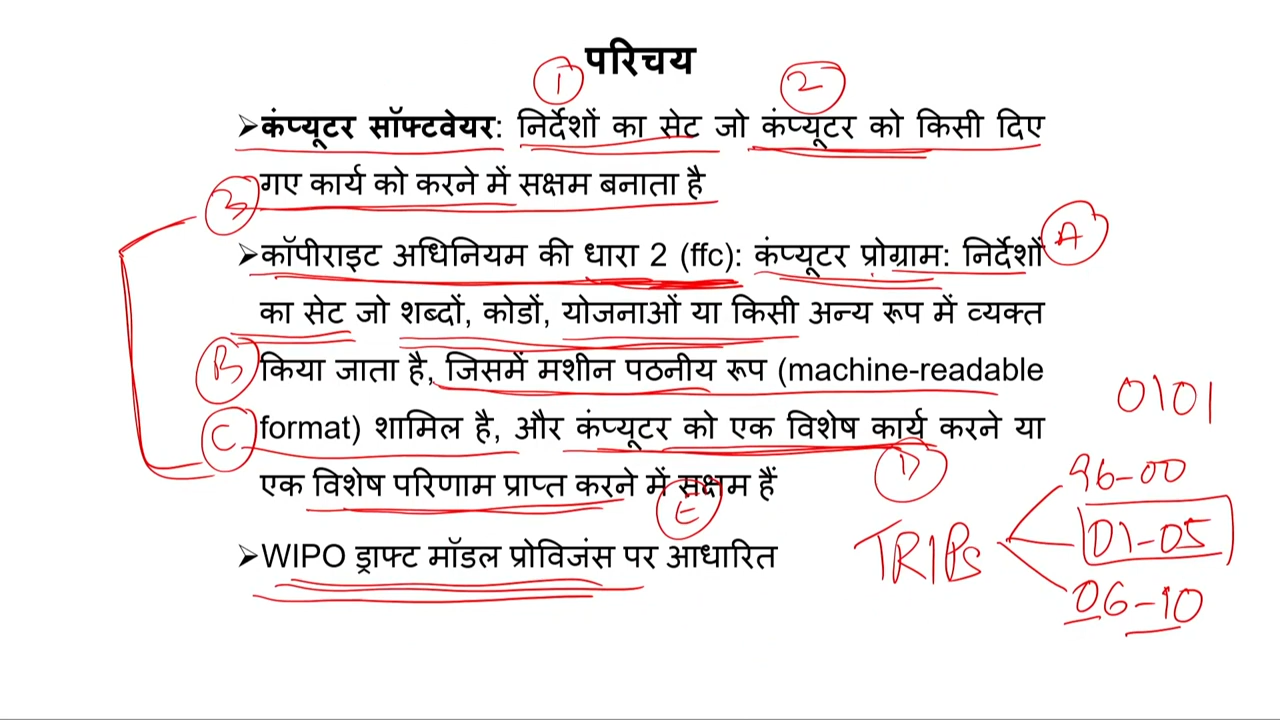 परिचय
1 2
➢कंप्यूटर सॉफ्टवेयर: निर्देशों का सेट जो कंप्यूटर को किसी दिए
3 गए कार्य को करने में सक्षम बनाता है
➢कॉपीराइट अधिनियम की धारा 2 (ffc): कंप्यूटर प्रोग्राम: निर्देशों A
का सेट जो शब्दों, कोडों, योजनाओं या किसी अन्य रूप में व्यक्त
B किया जाता है, जिसमें मशीन पठनीय रूप (machine-readable
0101
C format) शामिल है, और कंप्यूटर को एक विशेष कार्य करने या
D
96-00
एक विशेष परिणाम प्राप्त करने में सक्षम हैं
E
➢WIPO ड्राफ्ट मॉडल प्रोविजंस पर आधारित
TRIPs
01-05
06-10